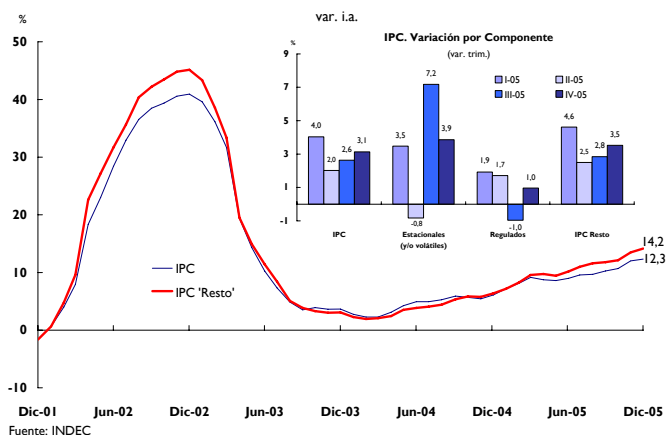 var. i.a.
%
50
40
30
20
10
0
-10
IPC. Variación por Componente
(var. trim.)
%
9
7
5
3
1
-1
I-05
II-05
III-05
IV-05
4,0
2,0
2,6
3,1
3,5
-0,8
7,2
3,9
1,9
1,7
-1,0
1,0
4,6
2,5
2,8
3,5
IPC
Estacionales
(y/o volátiles)
Regulados
IPC Resto
14,2
12,3
IPC
IPC 'Resto'
Dic-01
Jun-02
Dic-02
Jun-03
Dic-03
Jun-04
Dic-04
Jun-05
Dic-05
Fuente: INDEC